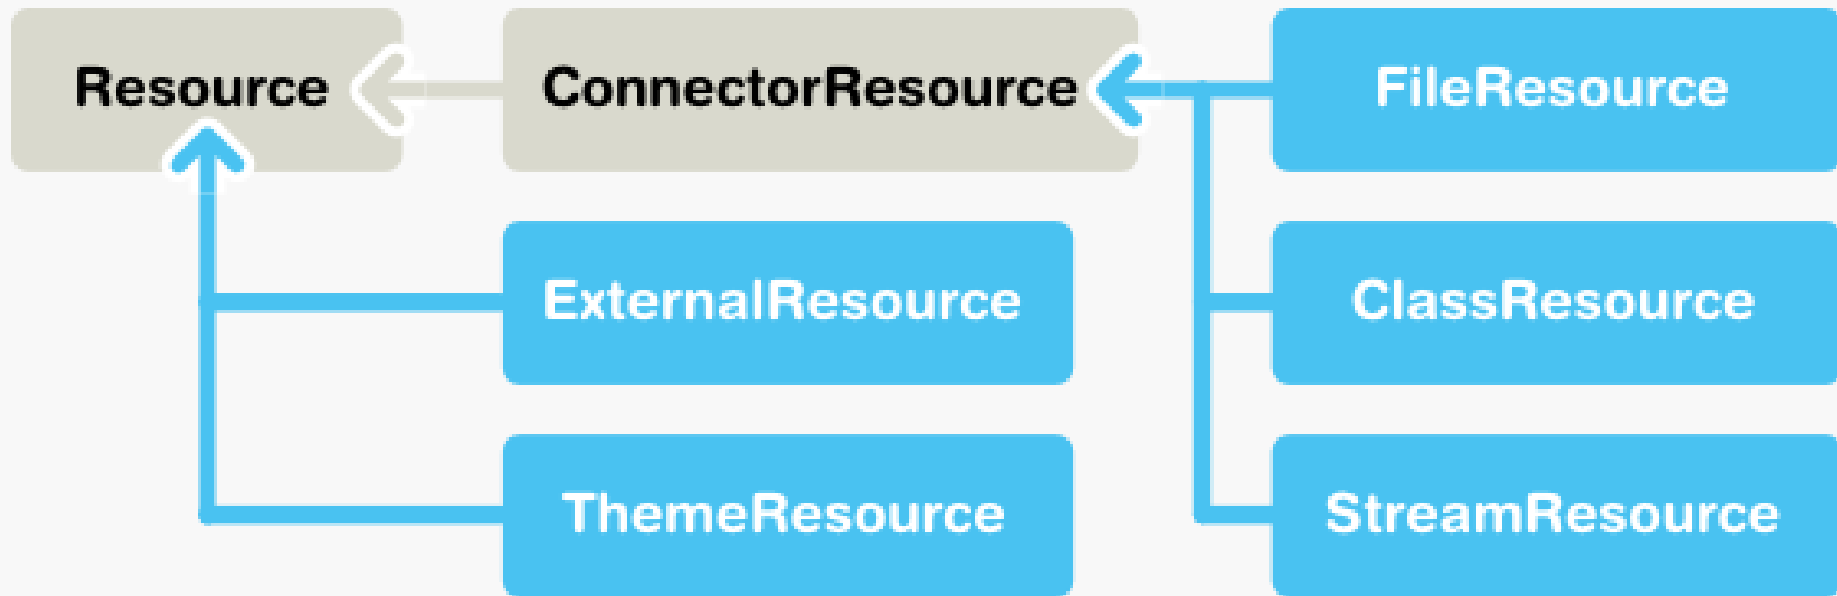 Resource
ConnectorResource
FileResource
ExternalResource
ClassResource
ThemeResource
StreamResource